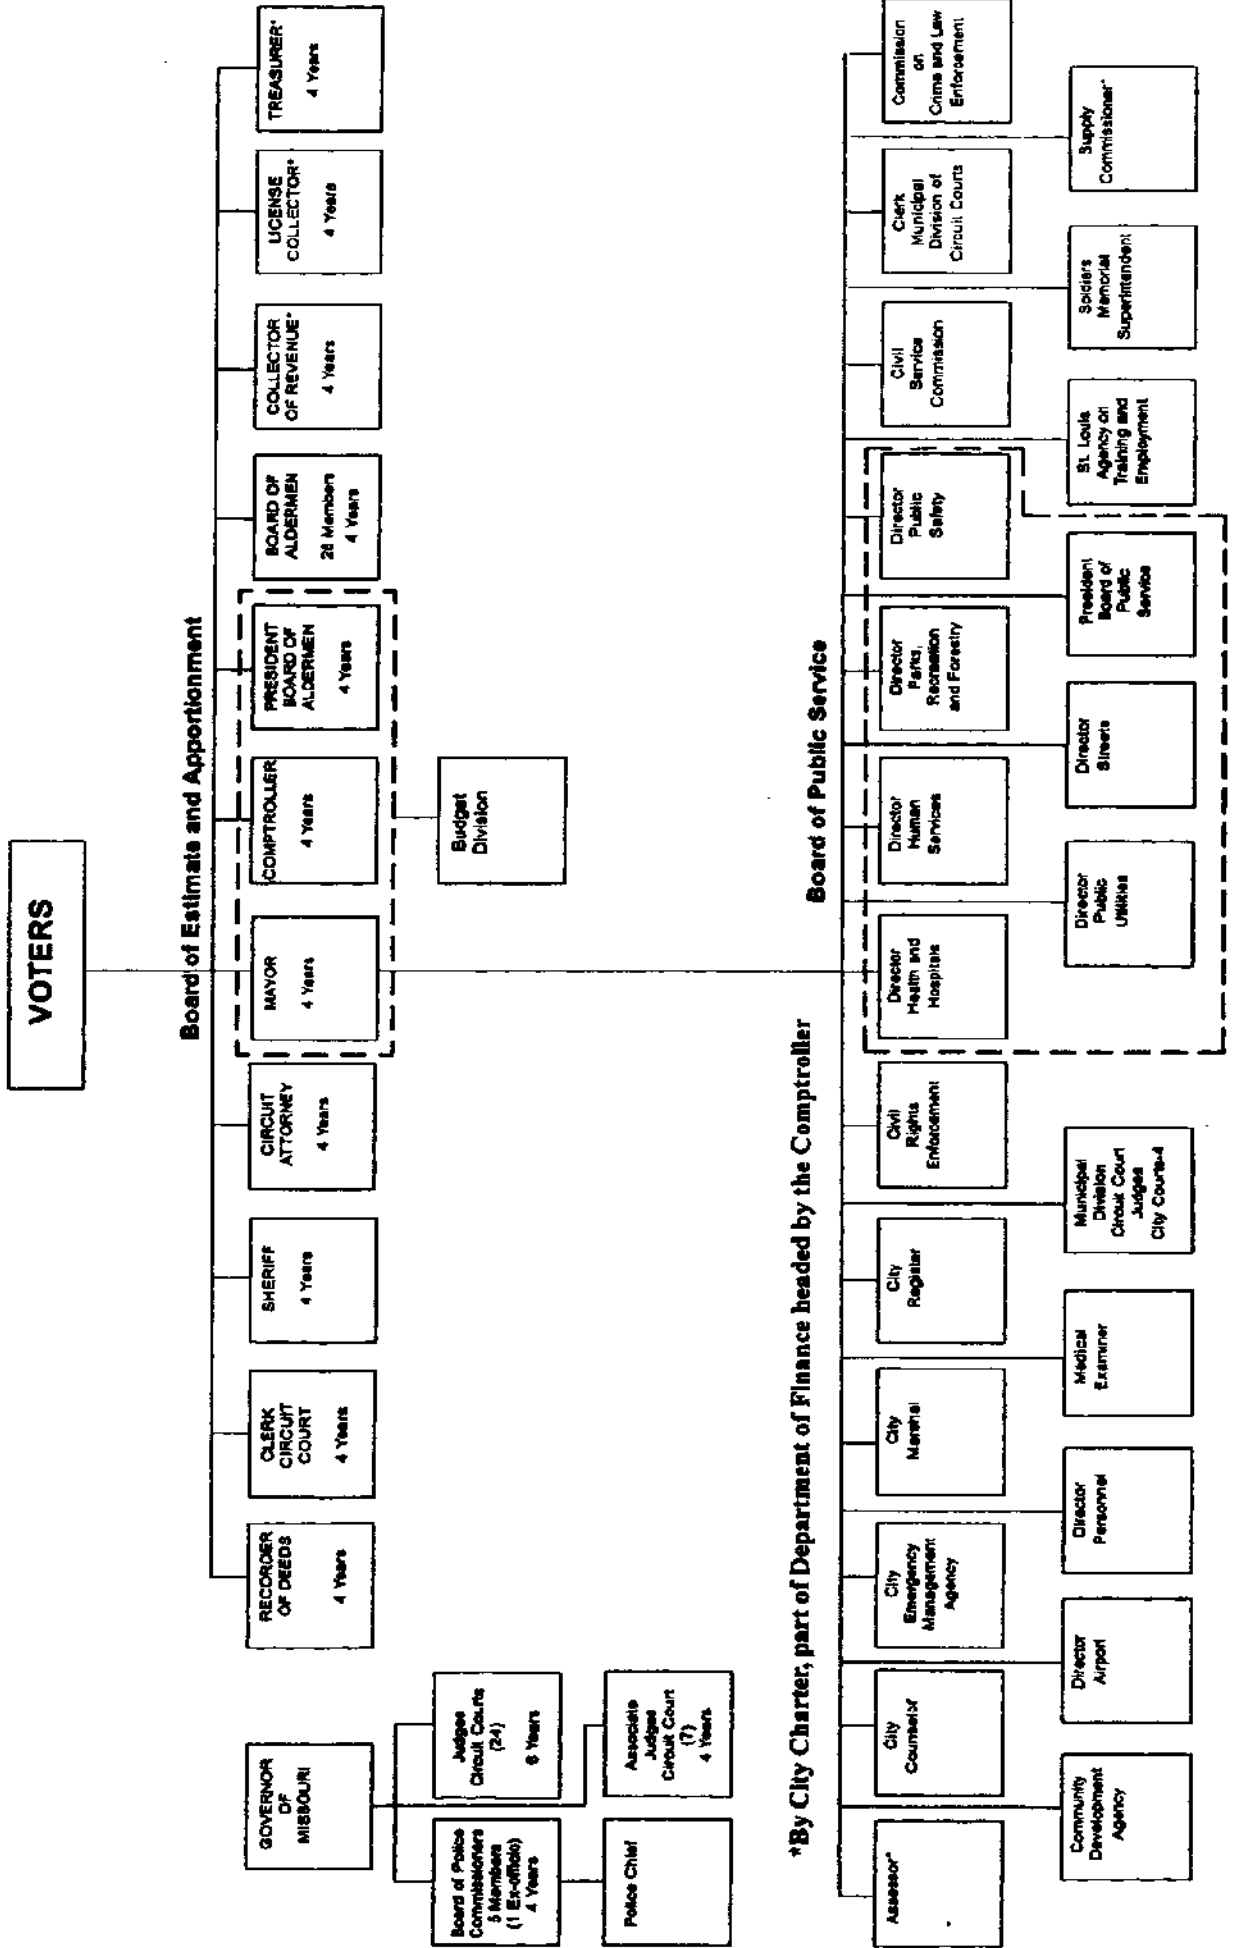 VOTERS
Board of Estimate and Apportionment
GOVERNOR
OF
MISSOURI
RECORDER
OF DEEDS
4 Years
CLERK
CIRCUIT
COURT
4 Years
SHERIFF
4 Years
CIRCUIT
ATTORNEY
4 Years
MAYOR
4 Years
COMPTROLLER
4 Years
PRESIDENT
BOARD OF
ALDERMEN
4 Years
BOARD OF
ALDERMEN
28 Members
4 Years
COLLECTOR
OF REVENUE*
4 Years
LICENSE
COLLECTOR*
4 Years
TREASURER*
4 Years
Board of Police
Commissioners
5 Members
(1 Ex-officio)
4 Years
Judges
Circuit Courts
(24)
6 Years
Budget
Division
Police Chief
Associate
Judges
Circuit Court
(7)
4 Years
*By City Charter, part of Department of Finance headed by the Comptroller
Board of Public Service
Assessor*
City
Counselor
City
Emergency
Management
Agency
City
Marshal
City
Register
Civil
Rights
Enforcement
Director
Health and
Hospitals
Director
Human
Services
Director
Parks,
Recreation
and Forestry
Director
Public
Safety
Civil
Service
Commission
Clerk
Municipal
Division of
Circuit Courts
Commission
on
Crime and Law
Enforcement
Community
Development
Agency
Director
Airport
Director
Personnel
Medical
Examiner
Municipal
Division
Circuit Court
Judges
City Courts-4
Director
Public
Utilities
Director
Streets
President
Board of
Public
Service
St. Louis
Agency on
Training and
Employment
Soldiers
Memorial
Superintendent
Supply
Commissioner*